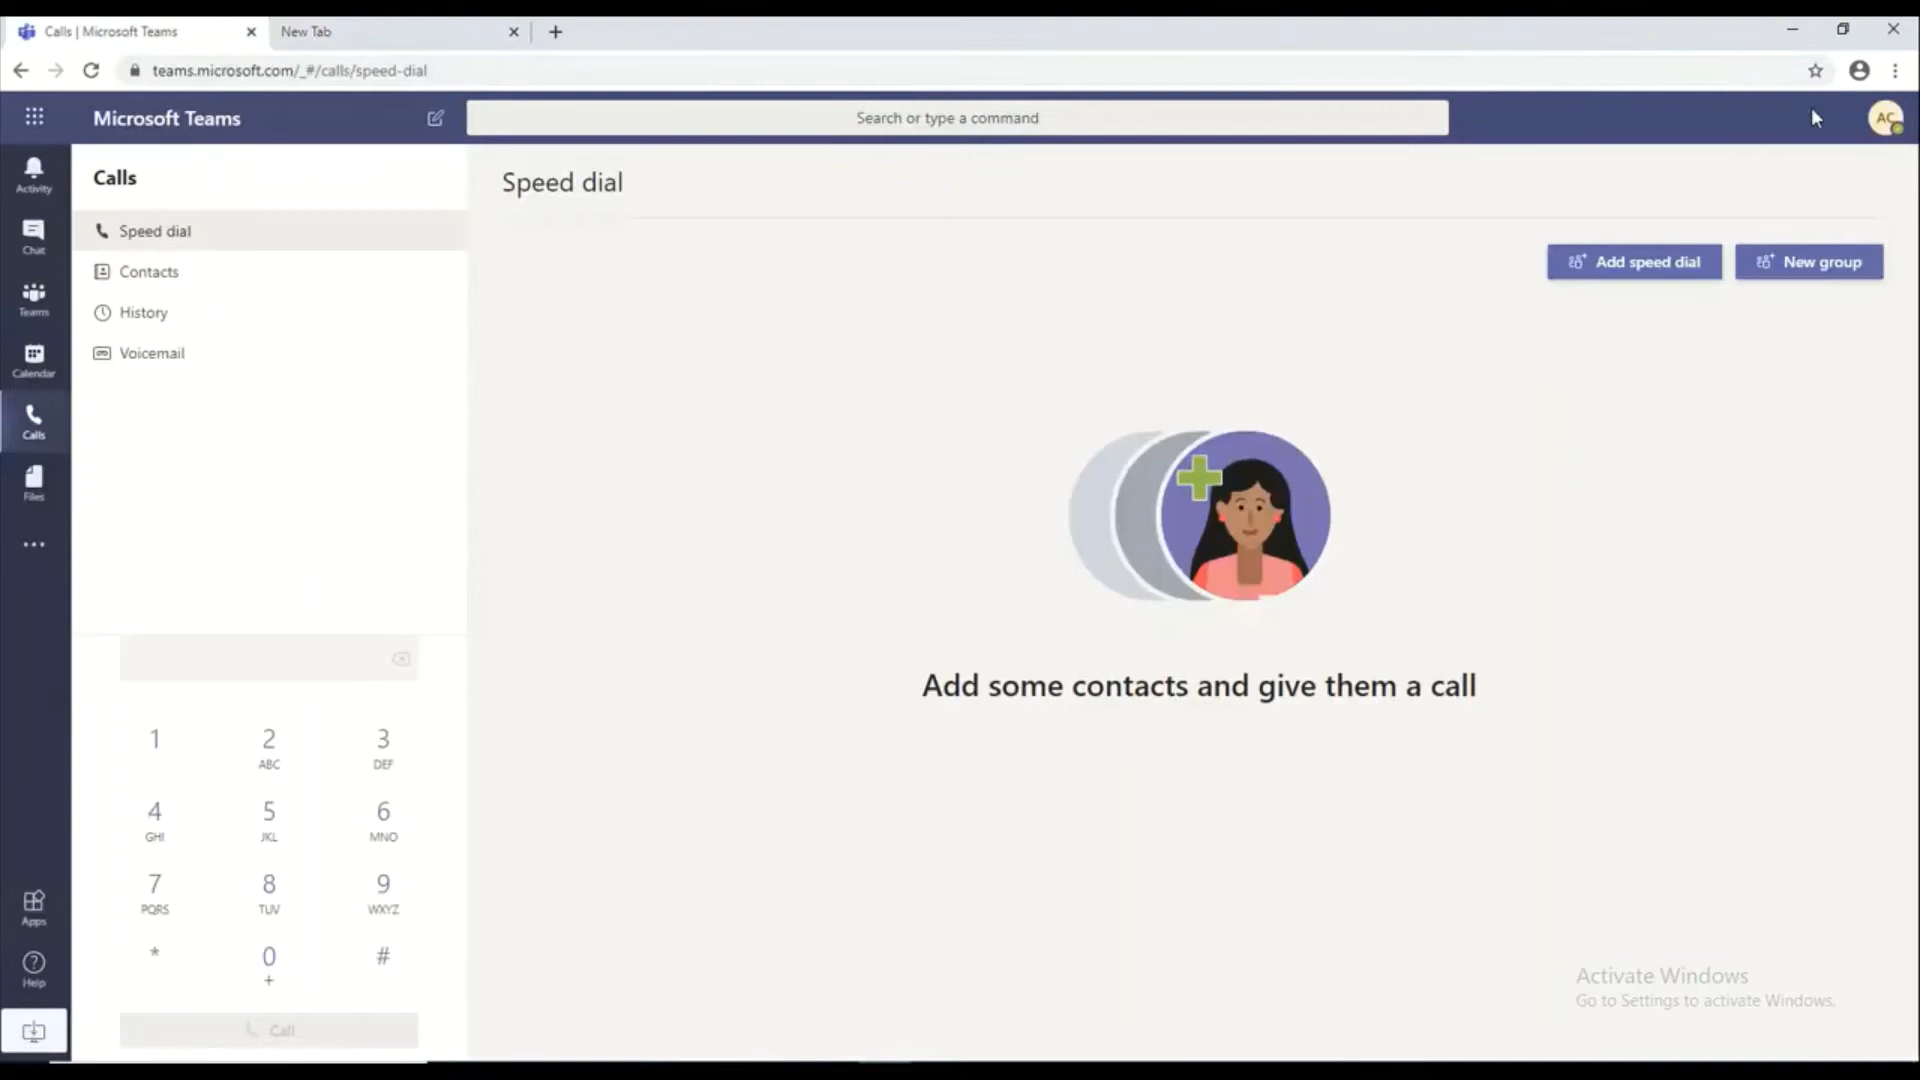 Calls | Microsoft Teams
New Tab
teams.microsoft.com/_#/calls/speed-dial
Microsoft Teams
Search or type a command
AC
Activity
Chat
Teams
Calendar
Calls
Files
Apps
Help
Calls
Speed dial
Contacts
History
Voicemail
1
2
3
ABC
DEF
4
5
6
GHI
JKL
MNO
7
8
9
PQRS
TUV
WXYZ
*
0
#
+
Call
Speed dial
Add speed dial
New group
Add some contacts and give them a call
Activate Windows
Go to Settings to activate Windows.